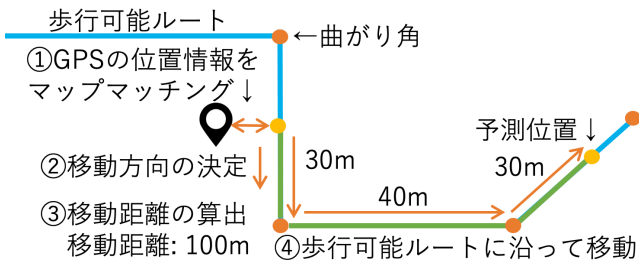 歩行可能ルート
←曲がり角
①GPSの位置情報を
マップマッチング↓
予測位置↓
30m
30m
②移動方向の決定
40m
③移動距離の算出
移動距離: 100m
④歩行可能ルートに沿って移動